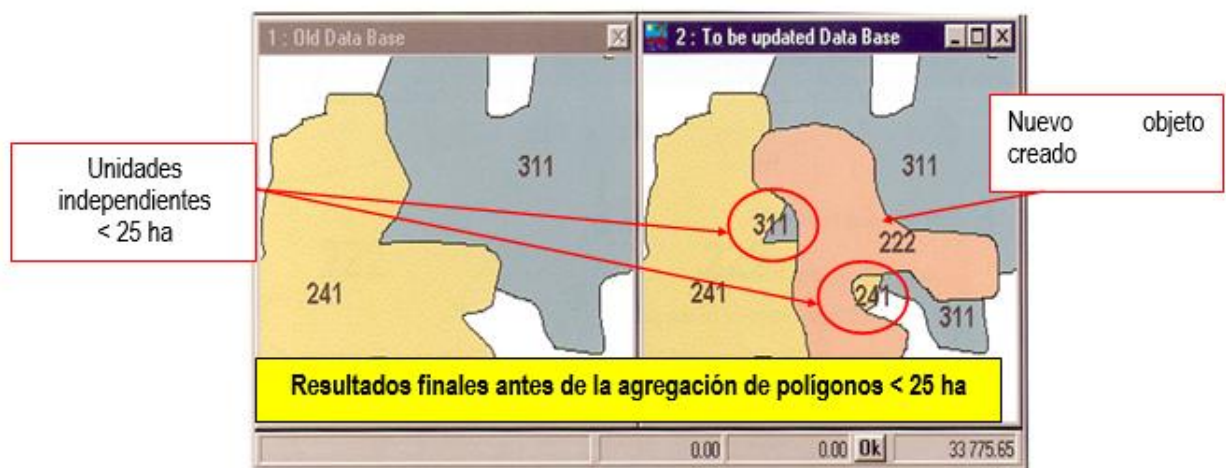 1 : Old Data Base
2 : To be updated Data Base
Unidades
independientes
< 25 ha
Nuevo objeto
creado
311
241
311
311
222
241
241
311
Resultados finales antes de la agregación de polígonos < 25 ha
0.00
0.00
Ok
33 775.65